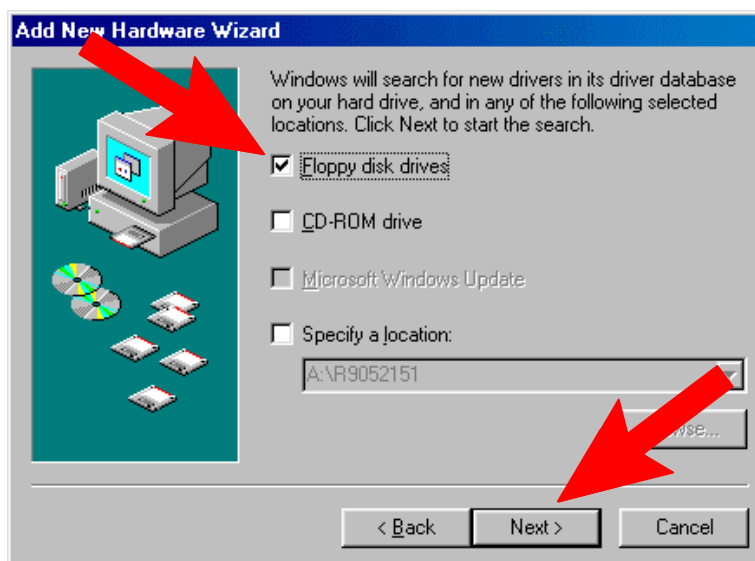 Add New Hardware Wizard
Windows will search for new drivers in its driver database
on your hard drive, and in any of the following selected
locations. Click Next to start the search.
Floppy disk drives
CD-ROM drive
Microsoft Windows Update
Specify a location:
A:\R9052151
< Back Next > Cancel